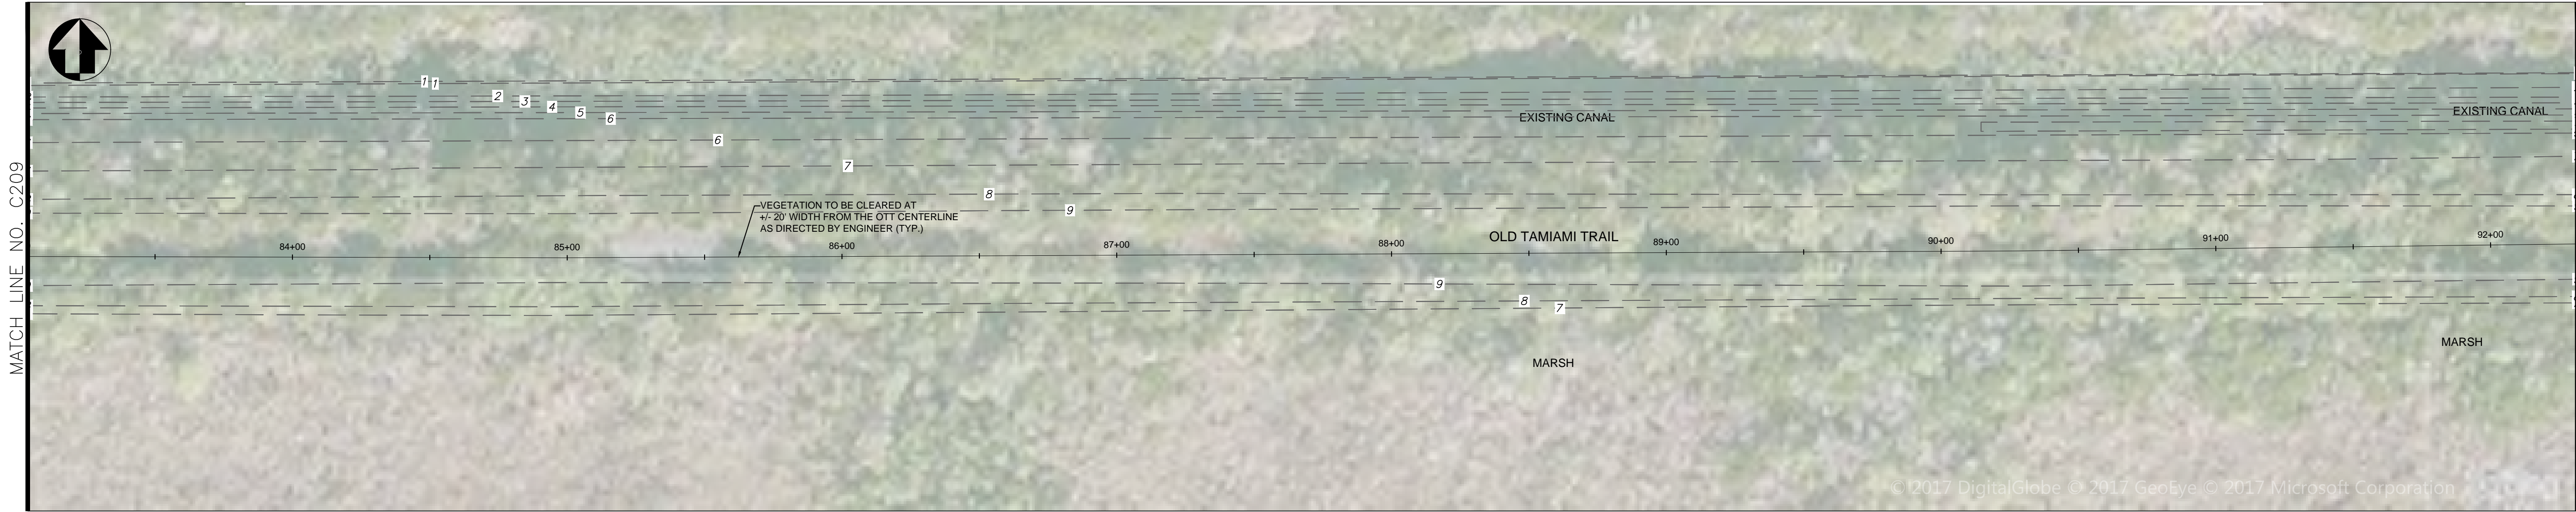 MATCH LINE NO. C209
1 1
2
3
4
5
6
6
7
8
9
EXISTING CANAL
EXISTING CANAL
VEGETATION TO BE CLEARED AT
+/- 20' WIDTH FROM THE OTT CENTERLINE
AS DIRECTED BY ENGINEER (TYP.)
OLD TAMIAMI TRAIL
84+00 85+00 86+00 87+00 88+00 89+00 90+00 91+00 92+00
9
8
7
MARSH
MARSH
© 2017 DigitalGlobe © 2017 GeoEye © 2017 Microsoft Corporation